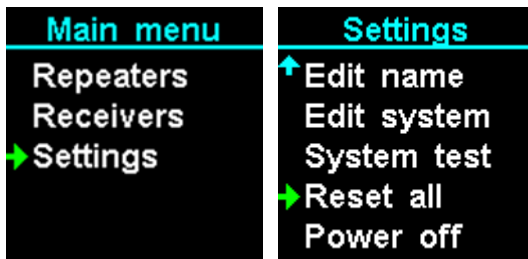 Main menu
Repeaters
Receivers
Settings
Settings
Edit name
Edit system
System test
Reset all
Power off